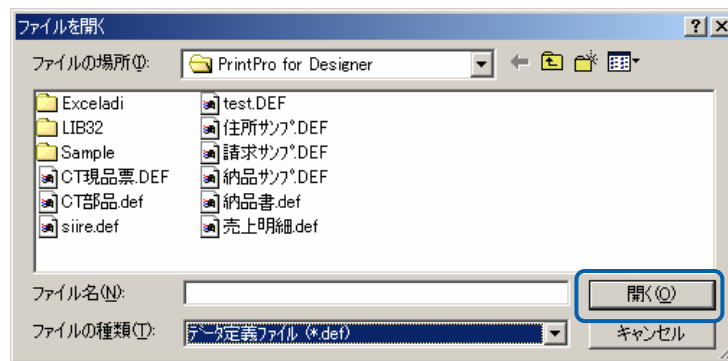 ファイルを開く
ファイルの場所(I):
PrintPro for Designer
Exceladi
LIB32
Sample
CT現品票.DEF
CT部品.def
siire.def
test.DEF
住所サンプ.DEF
請求サンプ.DEF
納品サンプ.DEF
納品書.def
売上明細.def
ファイル名(N):
開く(O)
ファイルの種類(T):
データ定義ファイル (*.def)
キャンセル